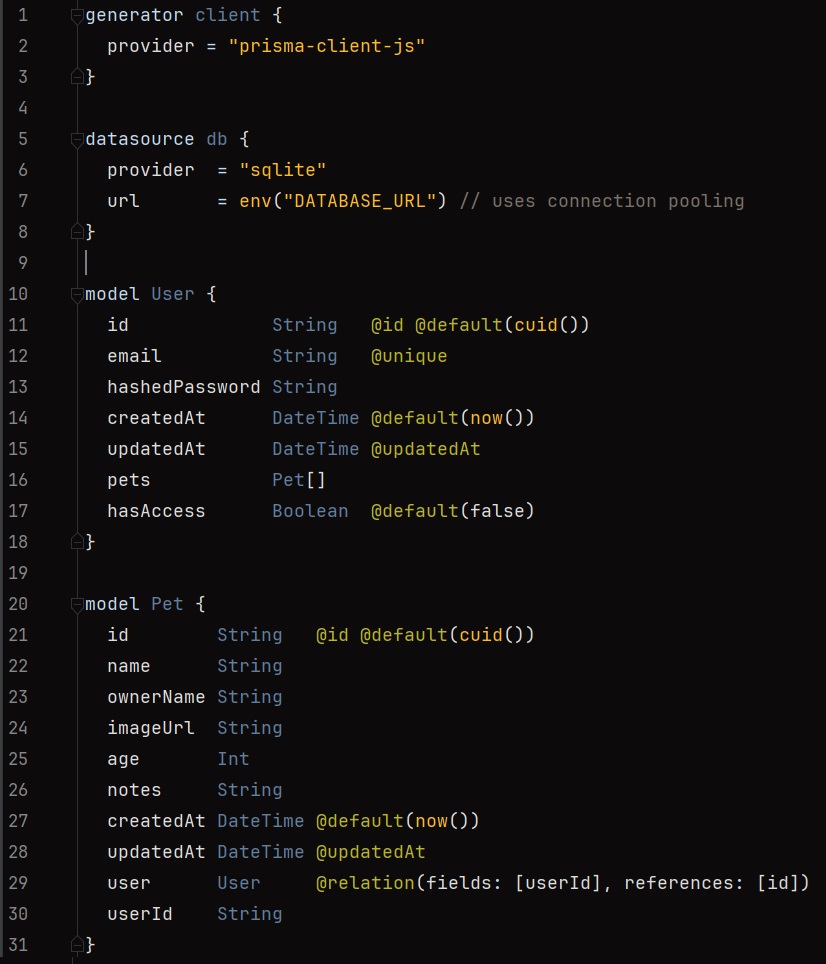 1 generator client {
2   provider = "prisma-client-js"
3 }
4
5 datasource db {
6   provider  = "sqlite"
7   url       = env("DATABASE_URL") // uses connection pooling
8 }
9
10 model User {
11   id             String   @id @default(cuid())
12   email          String   @unique
13   hashedPassword String
14   createdAt      DateTime @default(now())
15   updatedAt      DateTime @updatedAt
16   pets           Pet[]
17   hasAccess      Boolean  @default(false)
18 }
19
20 model Pet {
21   id        String   @id @default(cuid())
22   name      String
23   ownerName String
24   imageUrl  String
25   age       Int
26   notes     String
27   createdAt DateTime @default(now())
28   updatedAt DateTime @updatedAt
29   user      User     @relation(fields: [userId], references: [id])
30   userId    String
31 }